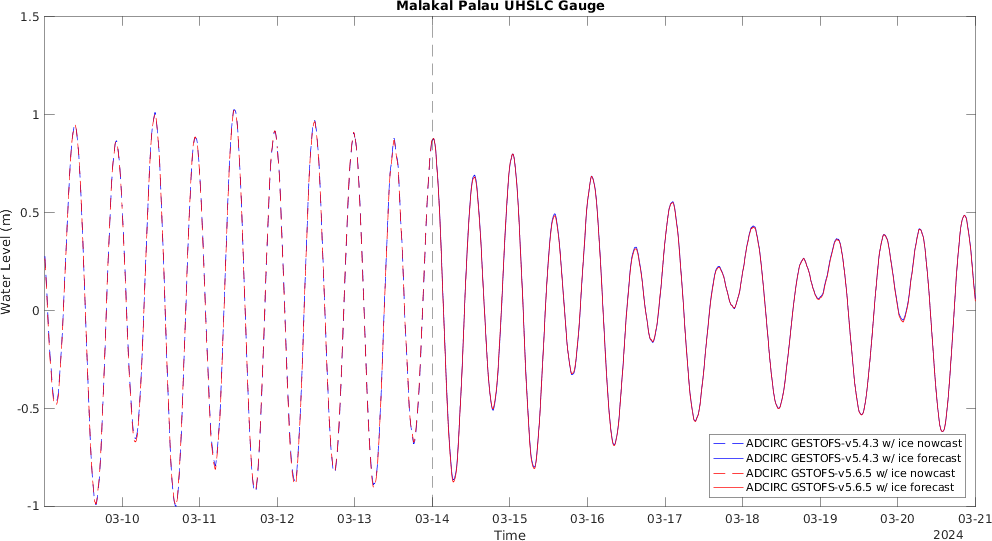 Malakal Palau UHSLC Gauge
1.5
1
0.5
0
-0.5
-1
Water Level (m)
ADCIRC GESTOFS-v5.4.3 w/ ice nowcast
ADCIRC GESTOFS-v5.4.3 w/ ice forecast
ADCIRC GSTOFS-v5.6.5 w/ ice nowcast
ADCIRC GSTOFS-v5.6.5 w/ ice forecast
03-10 03-11 03-12 03-13 03-14 03-15 03-16 03-17 03-18 03-19 03-20 03-21
Time
2024